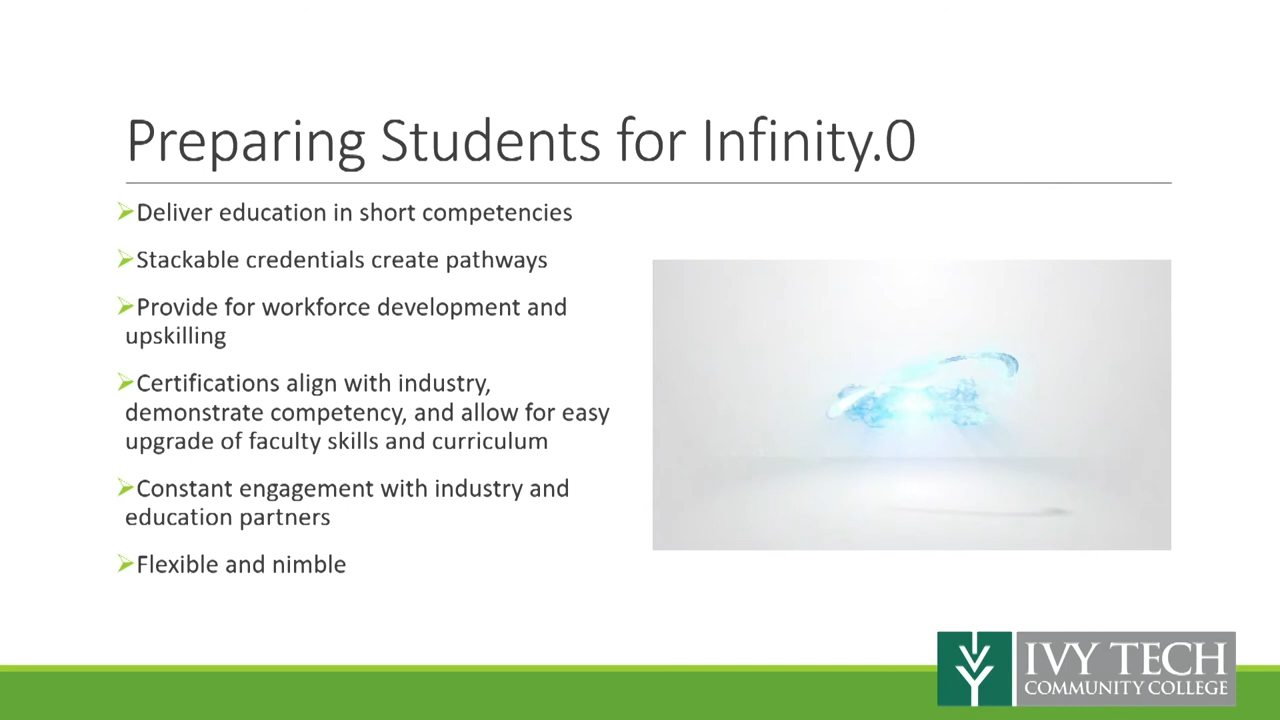 Preparing Students for Infinity.0
Deliver education in short competencies
Stackable credentials create pathways
Provide for workforce development and
upskilling
Certifications align with industry,
demonstrate competency, and allow for easy
upgrade of faculty skills and curriculum
Constant engagement with industry and
education partners
Flexible and nimble
IVY TECH
COMMUNITY COLLEGE